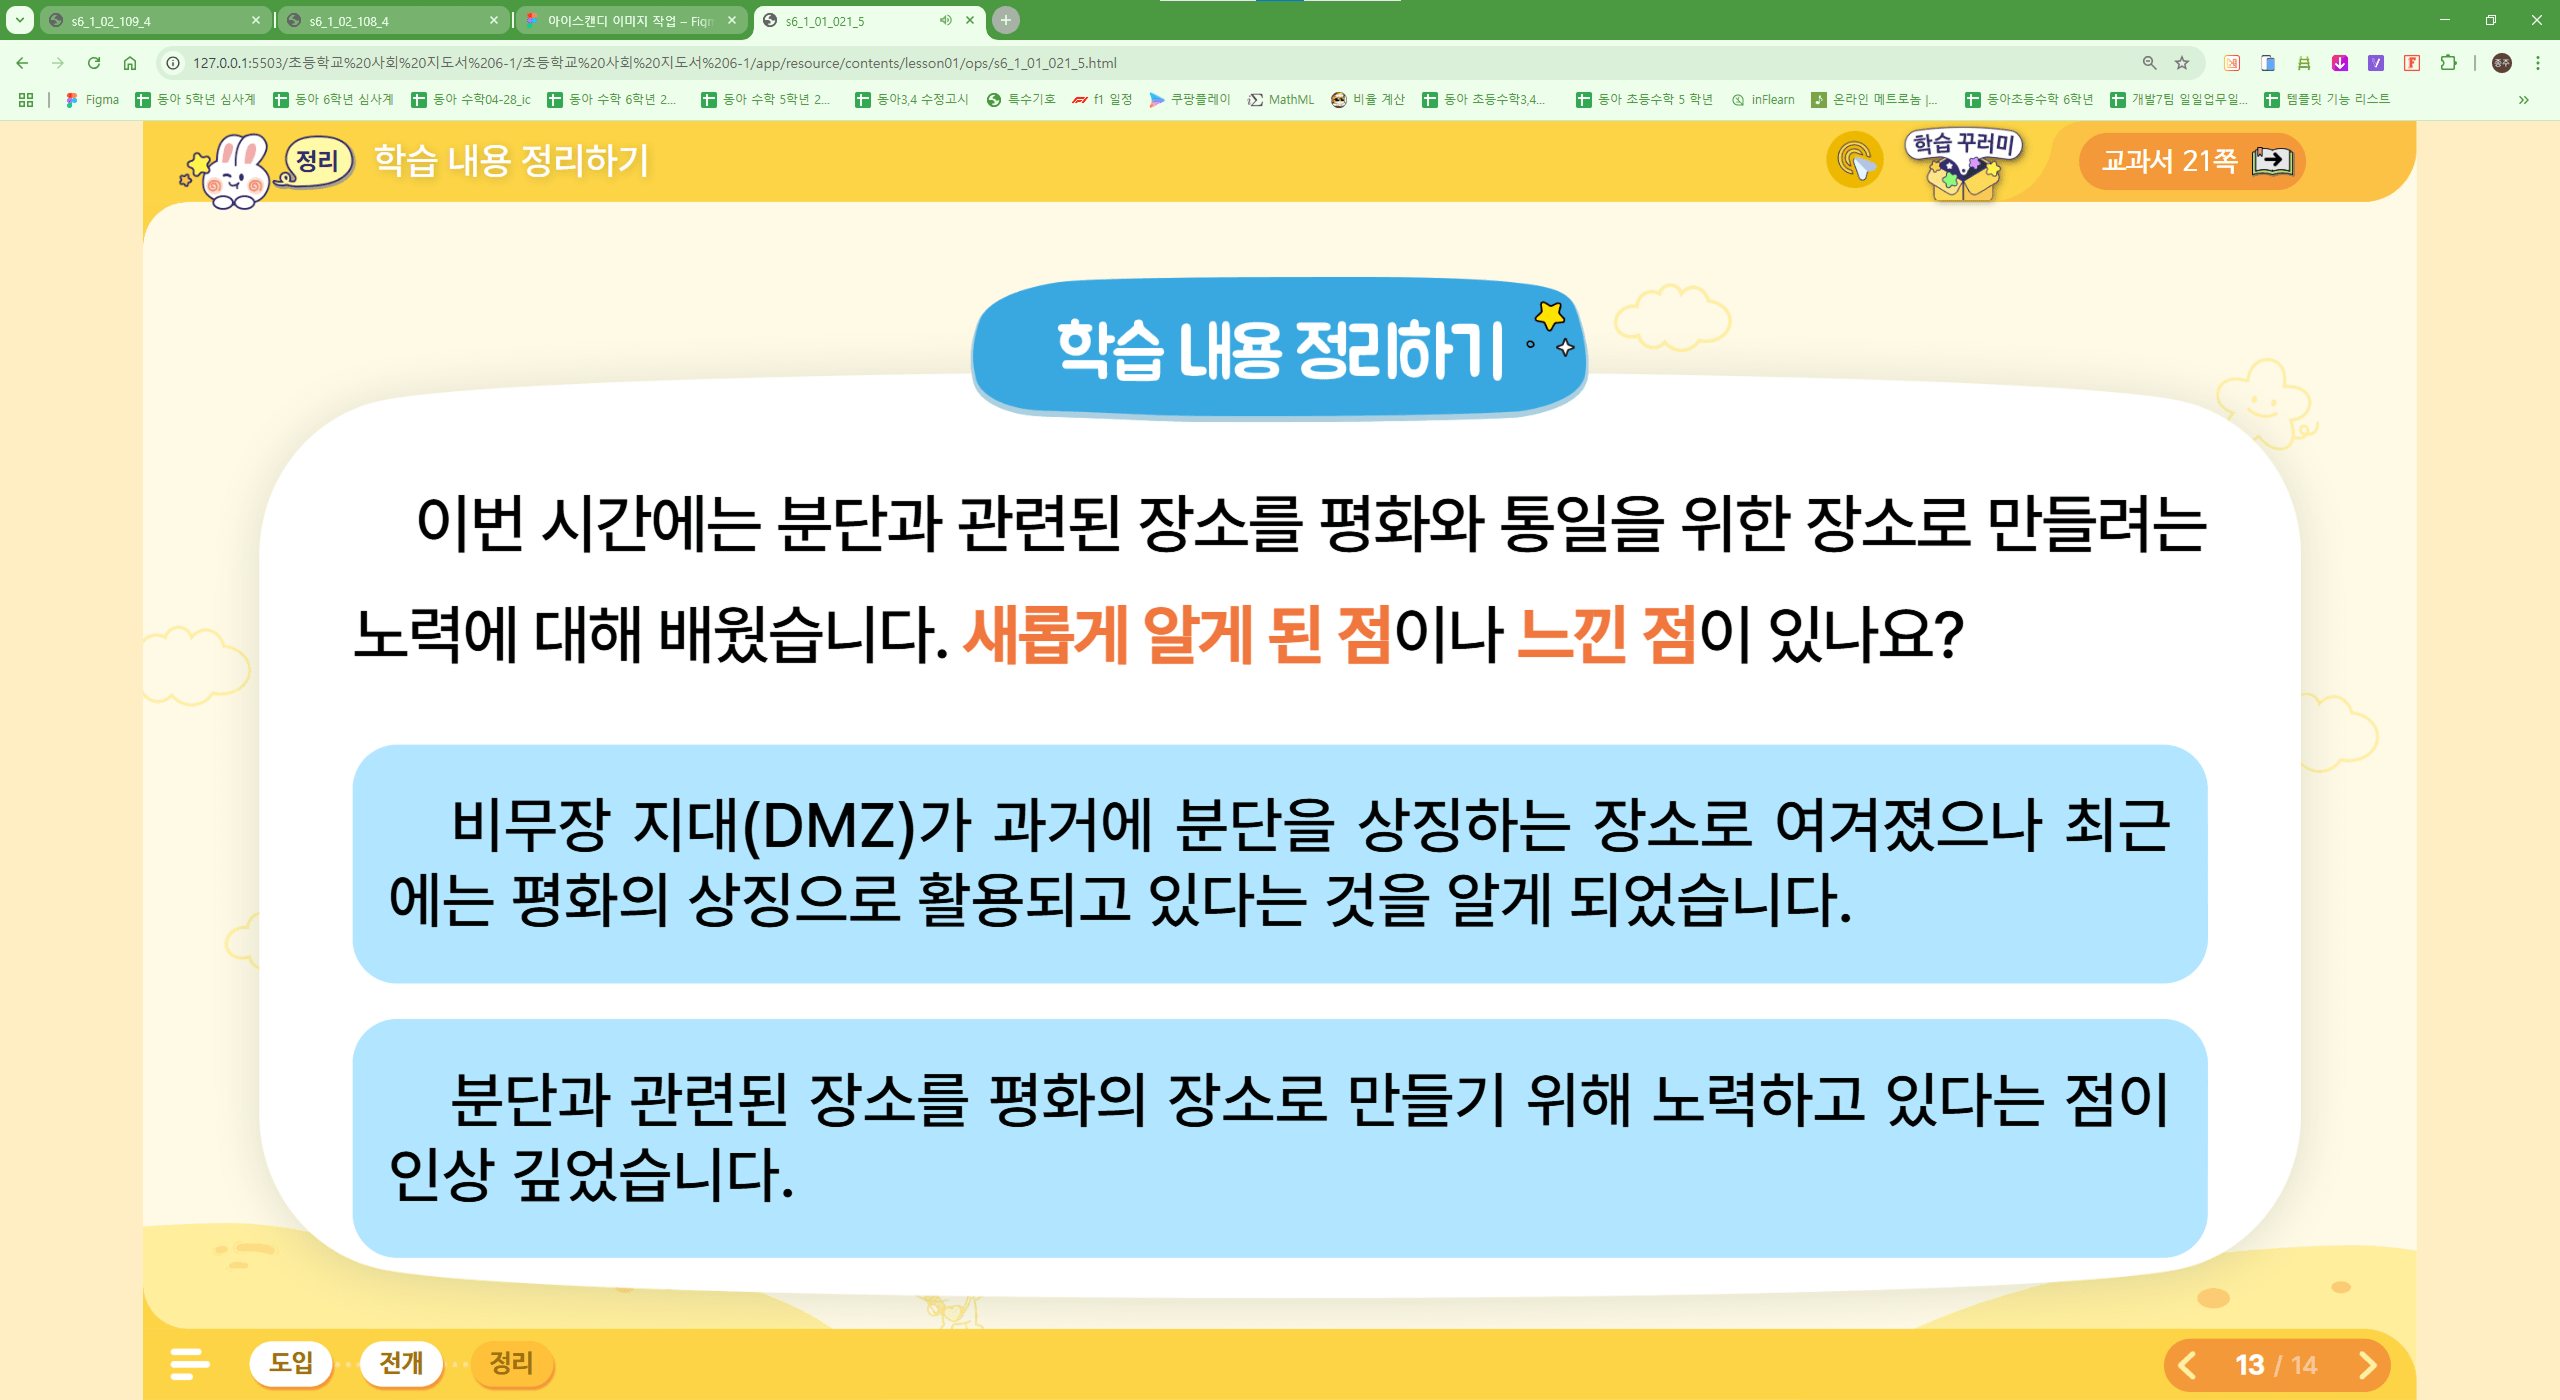 s6_1_02_109_4
s6_1_02_108_4
아이스캔디 이미지 작업 – Fig
s6_1_01_021_5
127.0.0.1:5503/초등학교%20사회%20지도서%206-1/초등학교%20사회%20지도서%206-1/app/resource/contents/lesson01/ops/s6_1_01_021_5.html
Figma 동아 5학년 심사계 동아 6학년 심사계 동아 수학04-28_ic 동아 수학 6학년 2... 동아 수학 5학년 2... 동아3,4 수정고시 특수기호 f1 일정 쿠팡플레이 MathML 비율 계산 동아 초등수학3,4... 동아 초등수학 5 학년 inFlearn 온라인 메트로놈 |... 동아초등수학 6학년 개발7팀 일일업무일... 템플릿 기능 리스트
정리 학습 내용 정리하기
학습 꾸러미
교과서 21쪽
학습 내용 정리하기
이번 시간에는 분단과 관련된 장소를 평화와 통일을 위한 장소로 만들려는
노력에 대해 배웠습니다. 새롭게 알게 된 점이나 느낀 점이 있나요?
비무장 지대(DMZ)가 과거에 분단을 상징하는 장소로 여겨졌으나 최근
에는 평화의 상징으로 활용되고 있다는 것을 알게 되었습니다.
분단과 관련된 장소를 평화의 장소로 만들기 위해 노력하고 있다는 점이
인상 깊었습니다.
도입 전개 정리
13 / 14